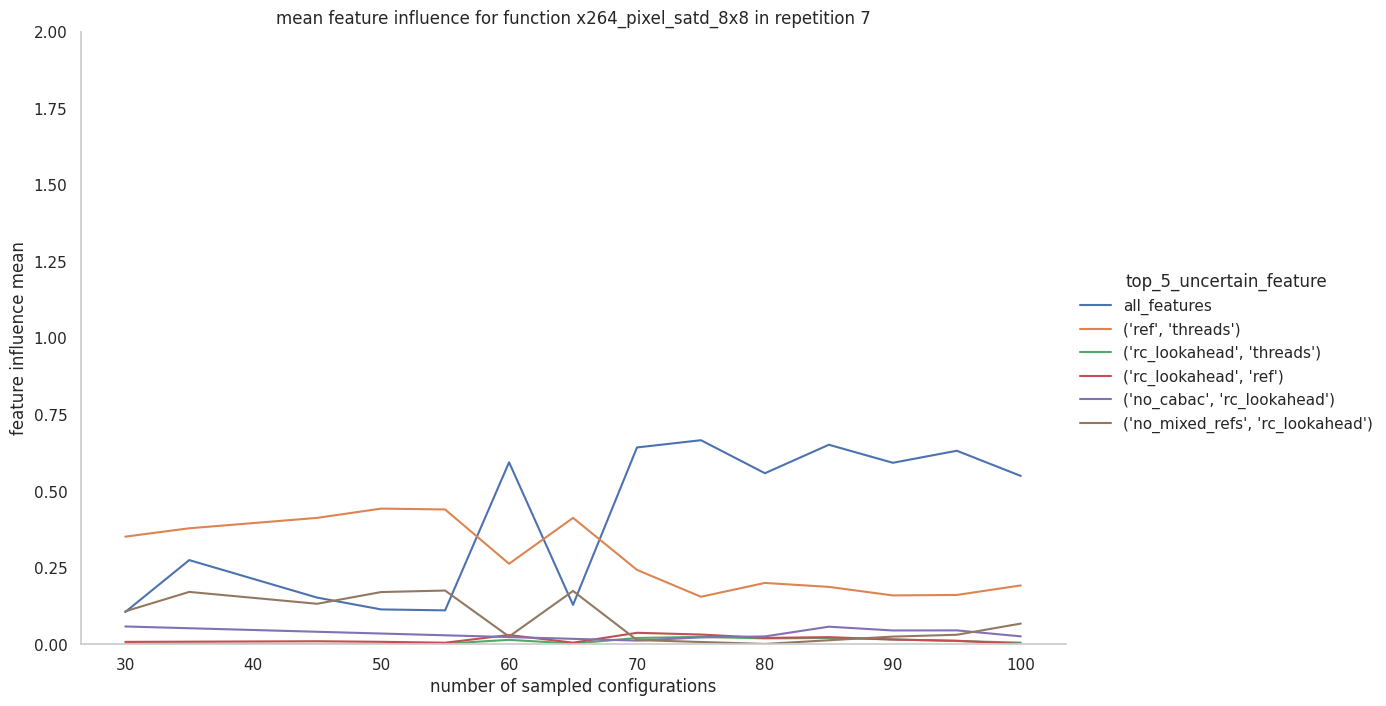 mean feature influence for function x264_pixel_satd_8x8 in repetition 7
2.00
1.75
1.50
1.25
1.00
0.75
0.50
0.25
0.00
feature influence mean
30 40 50 60 70 80 90 100
number of sampled configurations
top_5_uncertain_feature
all_features
('ref', 'threads')
('rc_lookahead', 'threads')
('rc_lookahead', 'ref')
('no_cabac', 'rc_lookahead')
('no_mixed_refs', 'rc_lookahead')